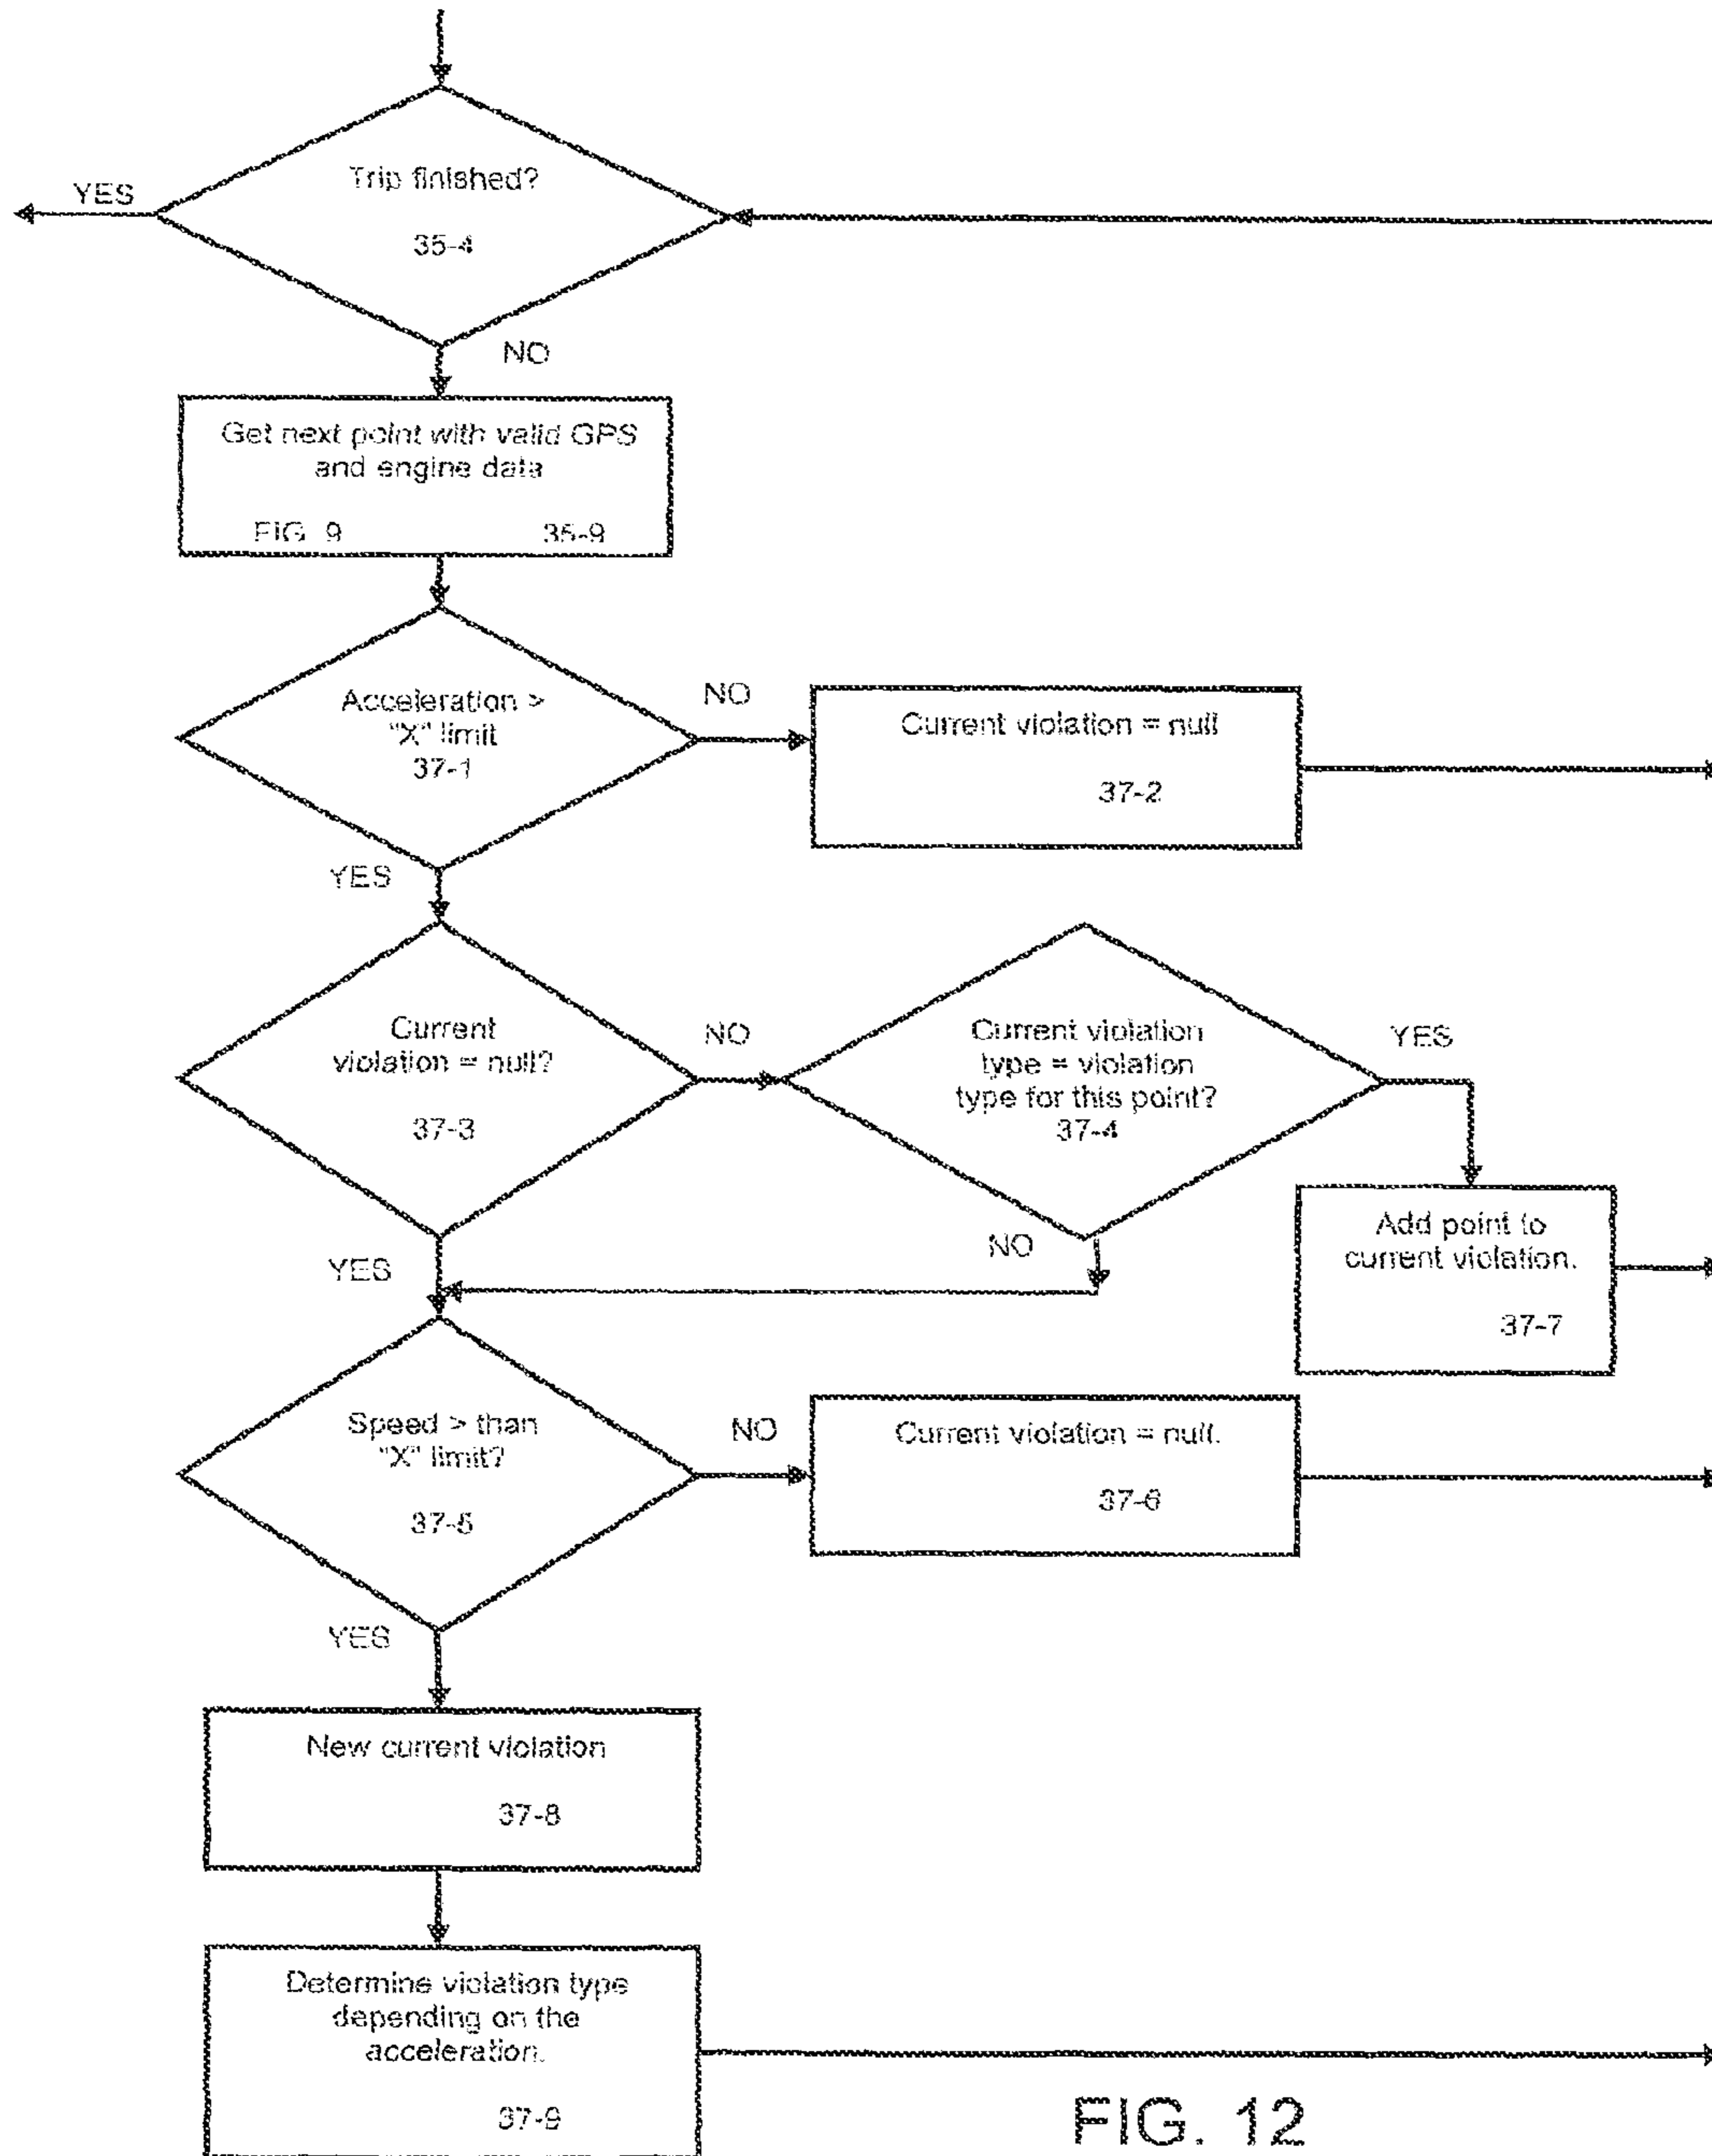 Trip finished?
YES
35-4
NO
Get next point with valid GPS
and engine data
FIG. 9 35-9
Acceleration >
"X" limit
37-1
NO
Current violation = null
37-2
YES
Current
violation = null?
37-3
NO
Current violation
type = violation
type for this point?
37-4
YES
NO
Add point to
current violation.
37-7
YES
Speed > than
"X" limit?
37-5
NO
Current violation = null.
37-6
YES
New current violation
37-8
Determine violation type
depending on the
acceleration.
37-9
FIG. 12